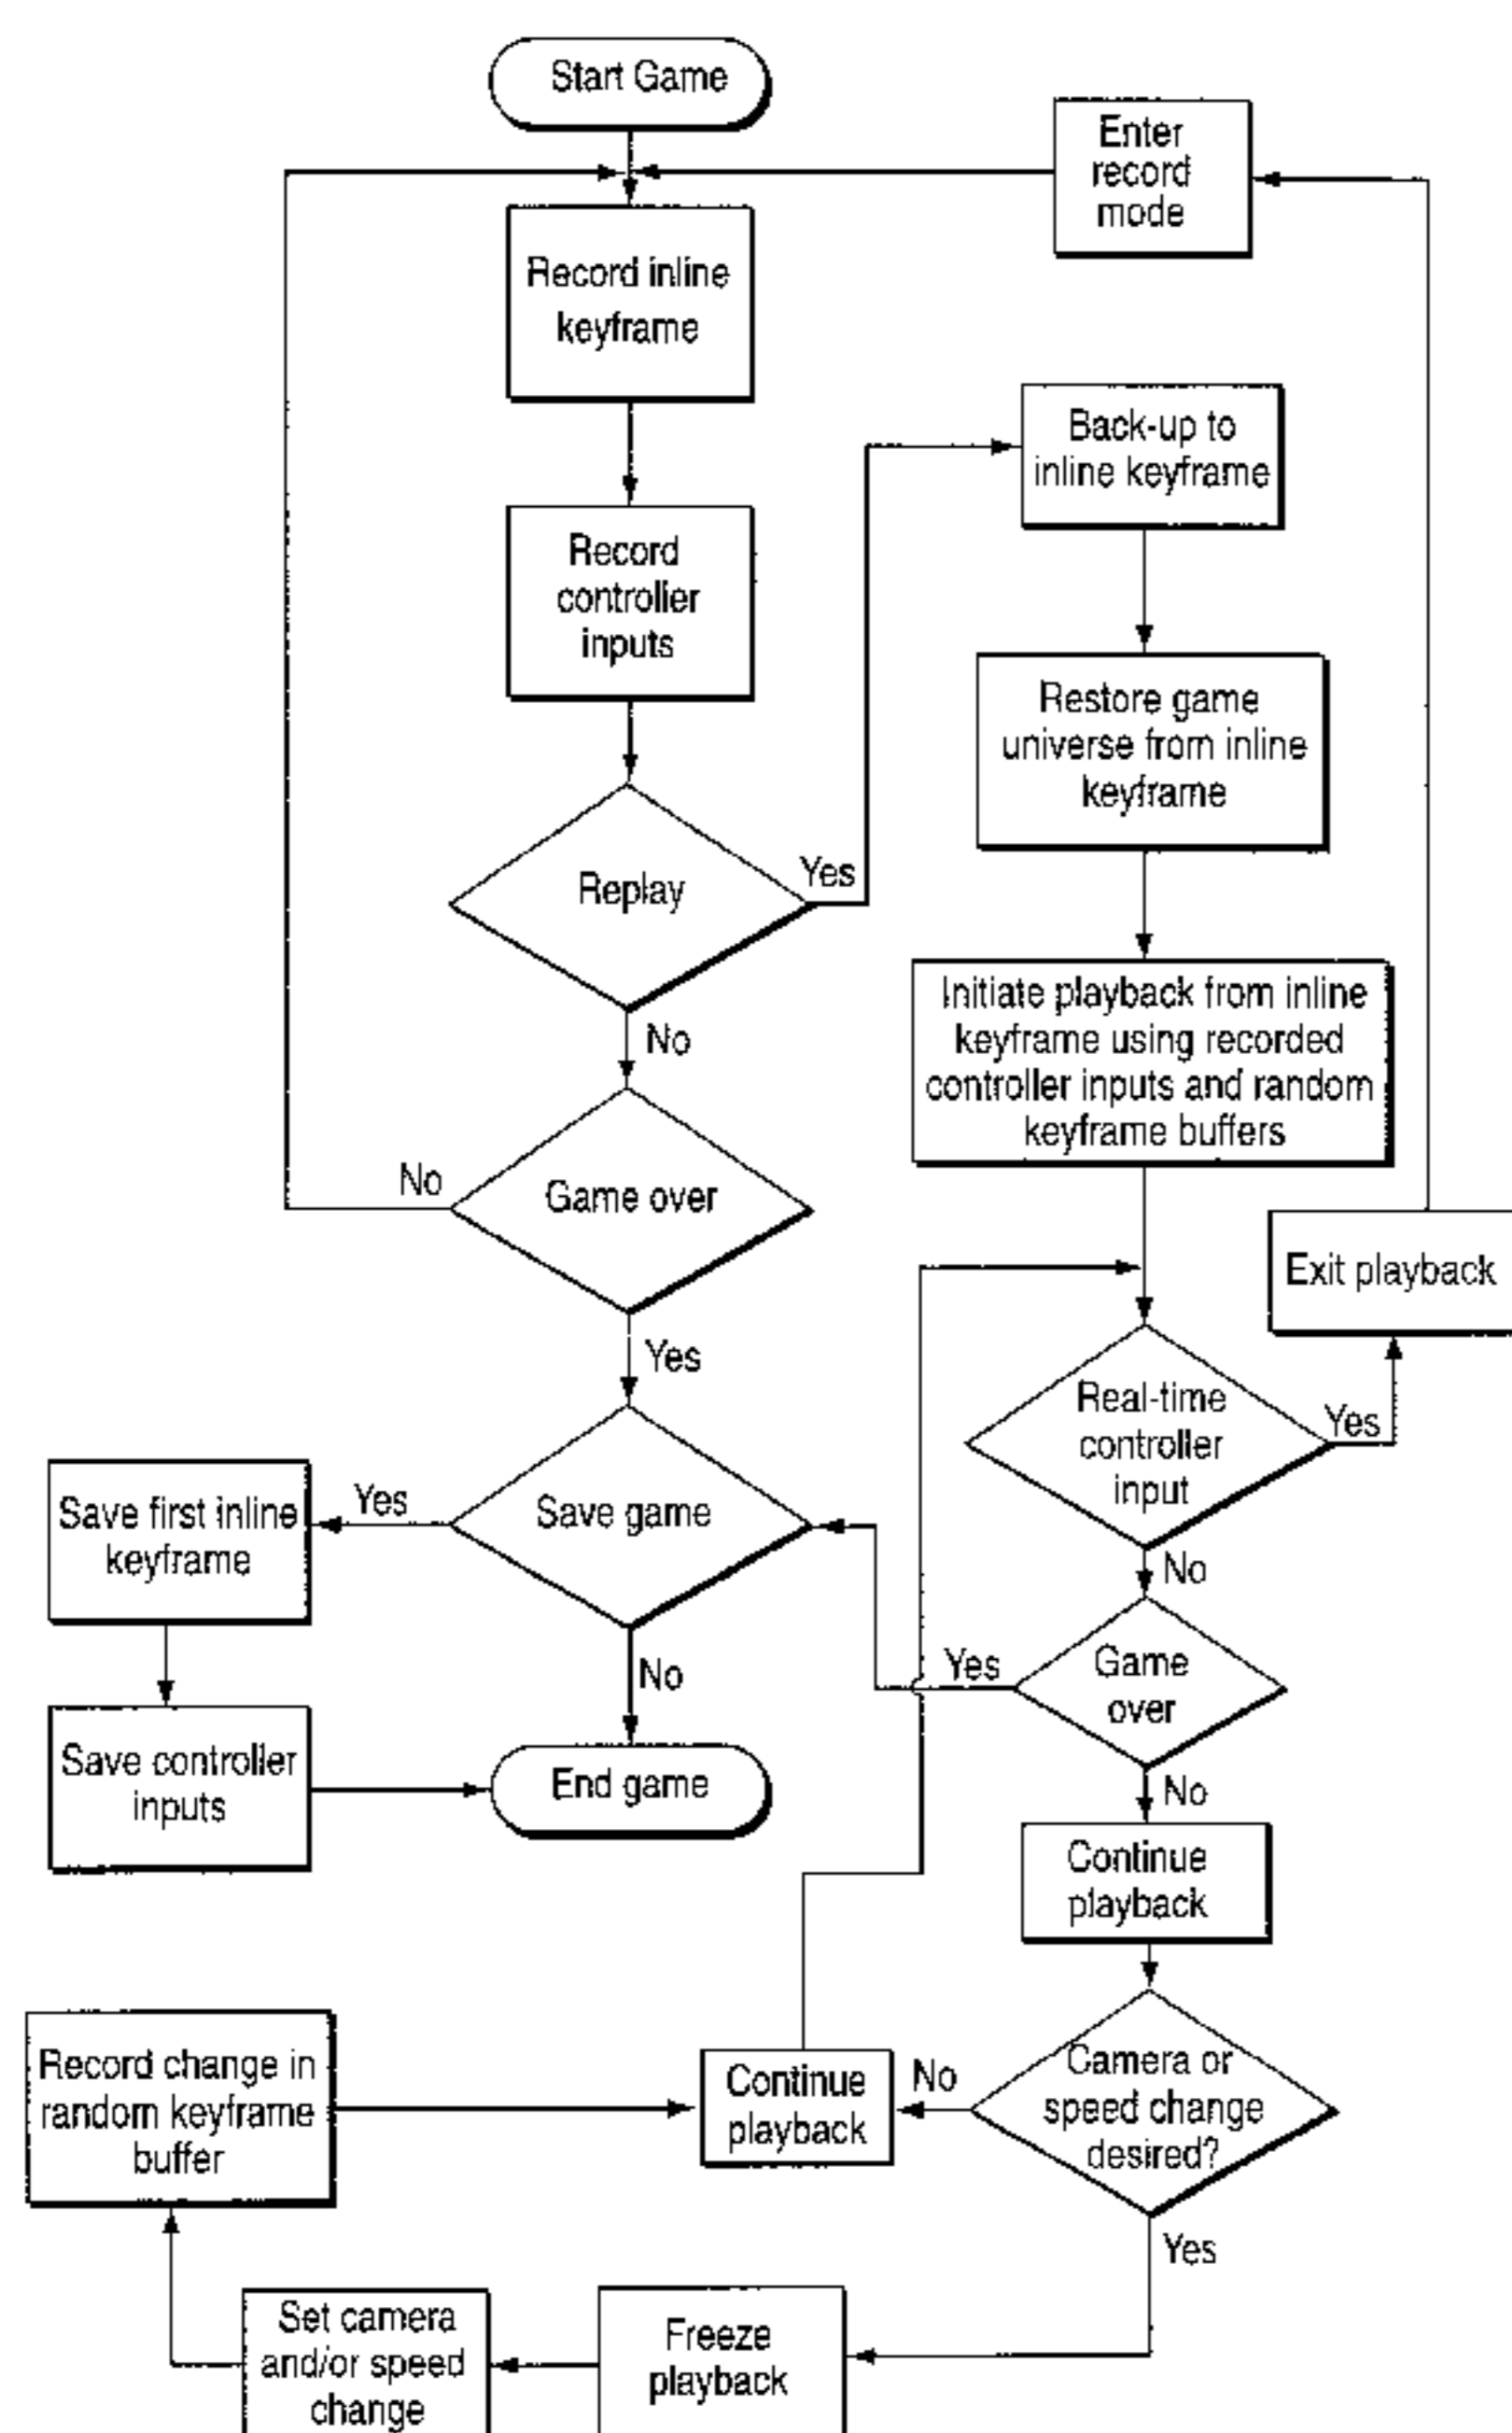 Start Game
Enter
record
mode
Record inline
keyframe
Back-up to
inline keyframe
Record
controller
inputs
Restore game
universe from inline
keyframe
Replay
Yes
No
Initiate playback from inline
keyframe using recorded
controller inputs and random
keyframe buffers
Game over
No
Yes
Exit playback
Real-time
controller
input
Yes
No
Save game
Yes
No
Save first inline
keyframe
Game
over
Yes
No
Save controller
inputs
End game
Continue
playback
Camera or
speed change
desired?
No
Yes
Continue
playback
Record change in
random keyframe
buffer
Freeze
playback
Set camera
and/or speed
change